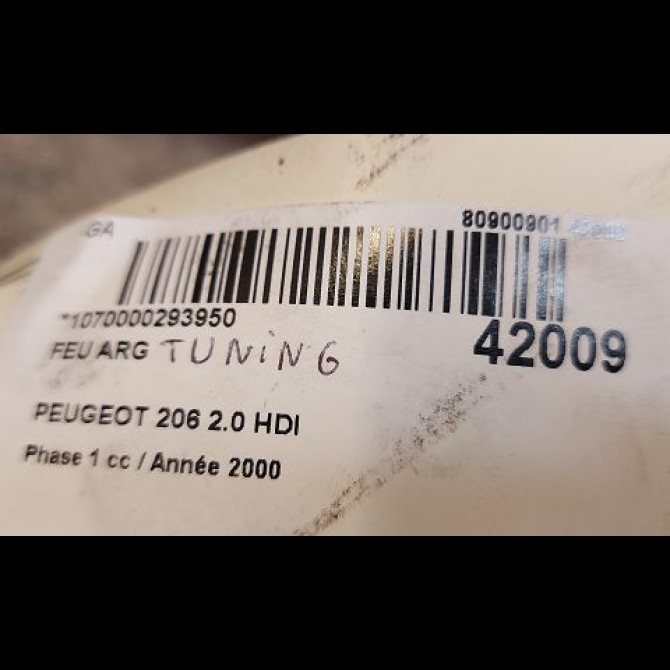 GA 80900901
*1070000293950
42009
FEU ARG TUNiNG
PEUGEOT 206 2.0 HDI
Phase 1 cc / Année 2000